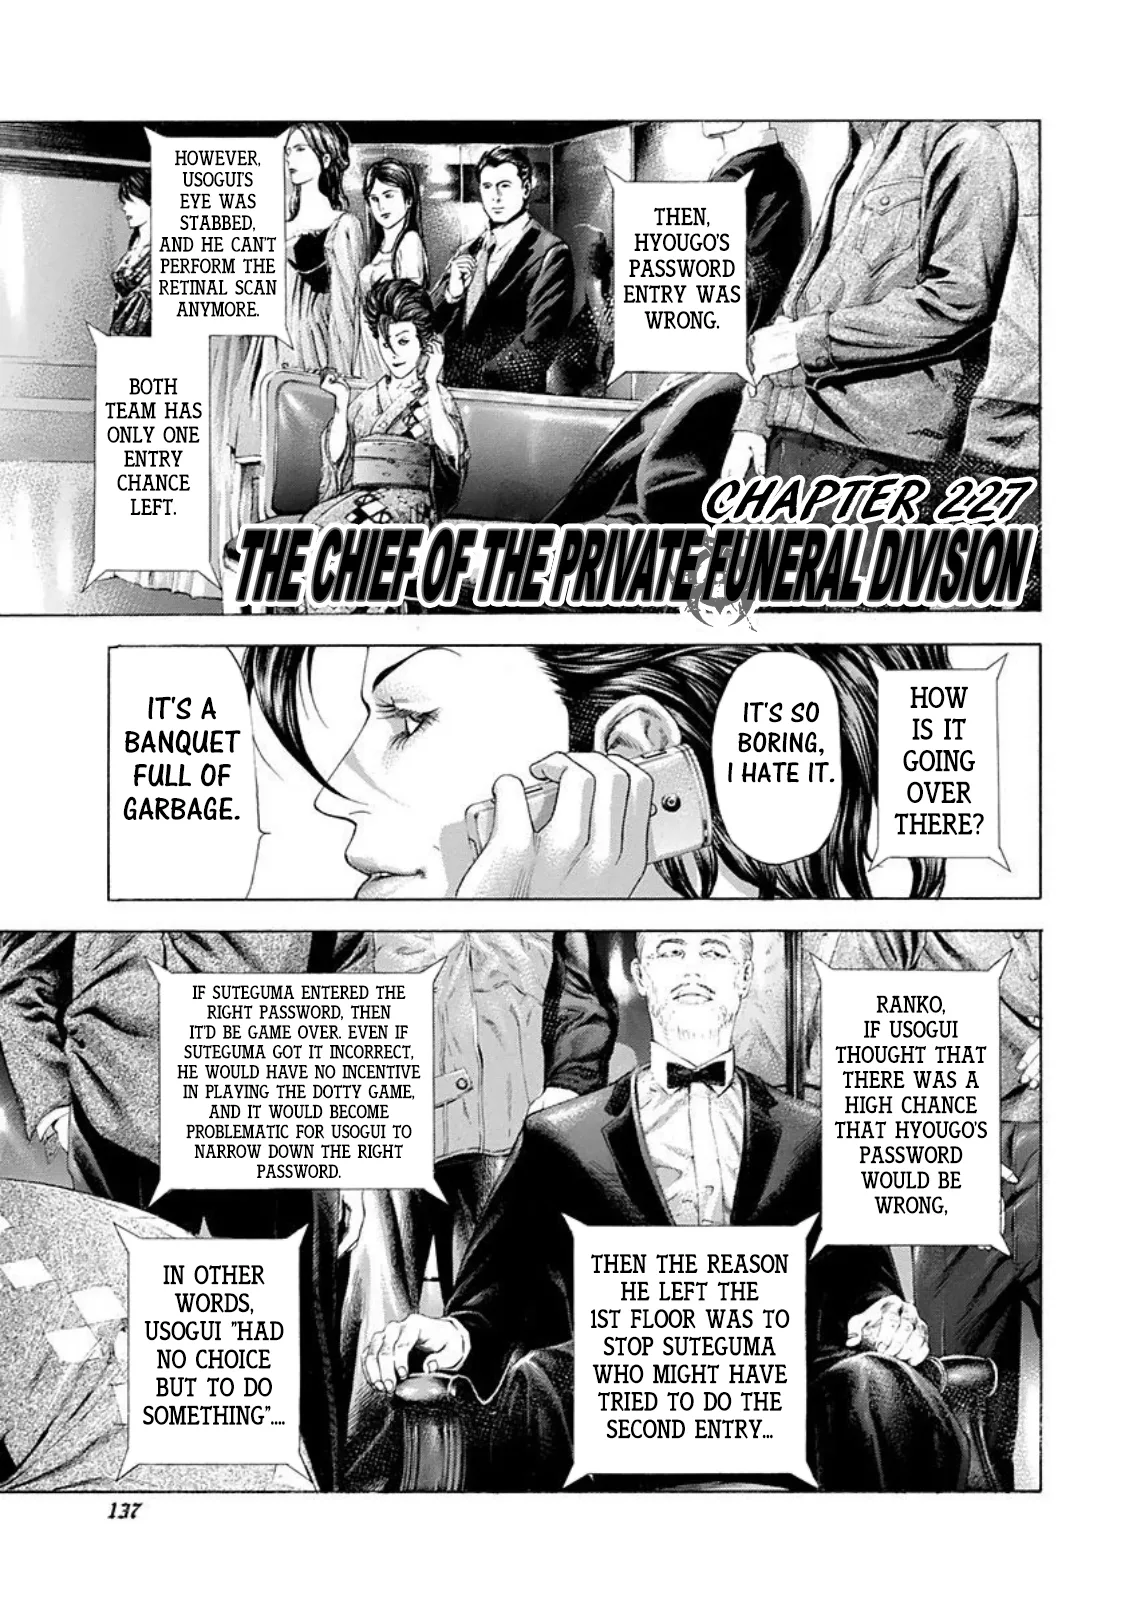 THEN,
HYOUGO'S
PASSWORD
ENTRY WAS
WRONG.
HOWEVER,
USOGUI'S
EYE WAS
STABBED,
AND HE CAN'T
PERFORM THE
RETINAL SCAN
ANYMORE.
BOTH
TEAM HAS
ONLY ONE
ENTRY
CHANCE
LEFT.
CHAPTER 227
THE CHIEF OF THE PRIVATE FUNERAL DIVISION
HOW
IS IT
GOING
OVER
THERE?
IT'S SO
BORING,
I HATE IT.
IT'S A
BANQUET
FULL OF
GARBAGE.
RANKO,
IF USOGUI
THOUGHT THAT
THERE WAS A
HIGH CHANCE
THAT HYOUGO'S
PASSWORD
WOULD BE
WRONG,
THEN THE REASON
HE LEFT THE
1ST FLOOR WAS TO
STOP SUTEGUMA
WHO MIGHT HAVE
TRIED TO DO THE
SECOND ENTRY...
IF SUTEGUMA ENTERED THE
RIGHT PASSWORD, THEN
IT'D BE GAME OVER. EVEN IF
SUTEGUMA GOT IT INCORRECT,
HE WOULD HAVE NO INCENTIVE
IN PLAYING THE DOTTY GAME,
AND IT WOULD BECOME
PROBLEMATIC FOR USOGUI TO
NARROW DOWN THE RIGHT
PASSWORD.
IN OTHER
WORDS,
USOGUI "HAD
NO CHOICE
BUT TO DO
SOMETHING"....
137